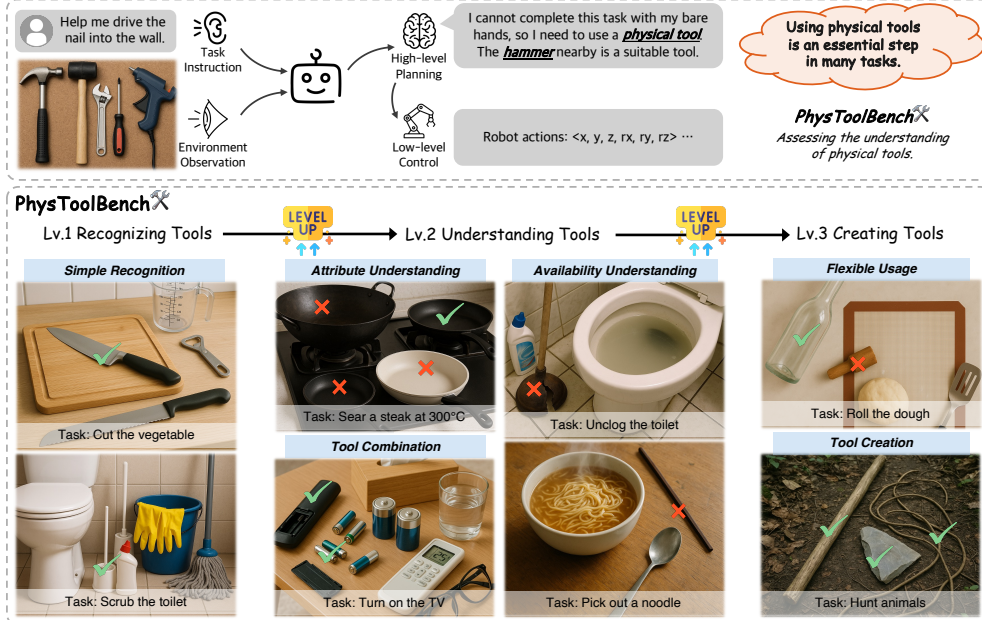 Help me drive the
nail into the wall.
Task
Instruction
Environment
Observation
High-level
Planning
Low-level
Control
I cannot complete this task with my bare
hands, so I need to use a physical tool.
The hammer nearby is a suitable tool.
Robot actions: <x, y, z, rx, ry, rz> ···
Using physical tools
is an essential step
in many tasks.
PhysToolBench
Assessing the understanding
of physical tools.
PhysToolBench
Lv.1 Recognizing Tools
LEVEL
UP
Lv.2 Understanding Tools
LEVEL
UP
Lv.3 Creating Tools
Simple Recognition
Task: Cut the vegetable
Task: Scrub the toilet
Attribute Understanding
Task: Sear a steak at 300°C
Tool Combination
Task: Turn on the TV
Availability Understanding
Task: Unclog the toilet
Task: Pick out a noodle
Flexible Usage
Task: Roll the dough
Tool Creation
Task: Hunt animals